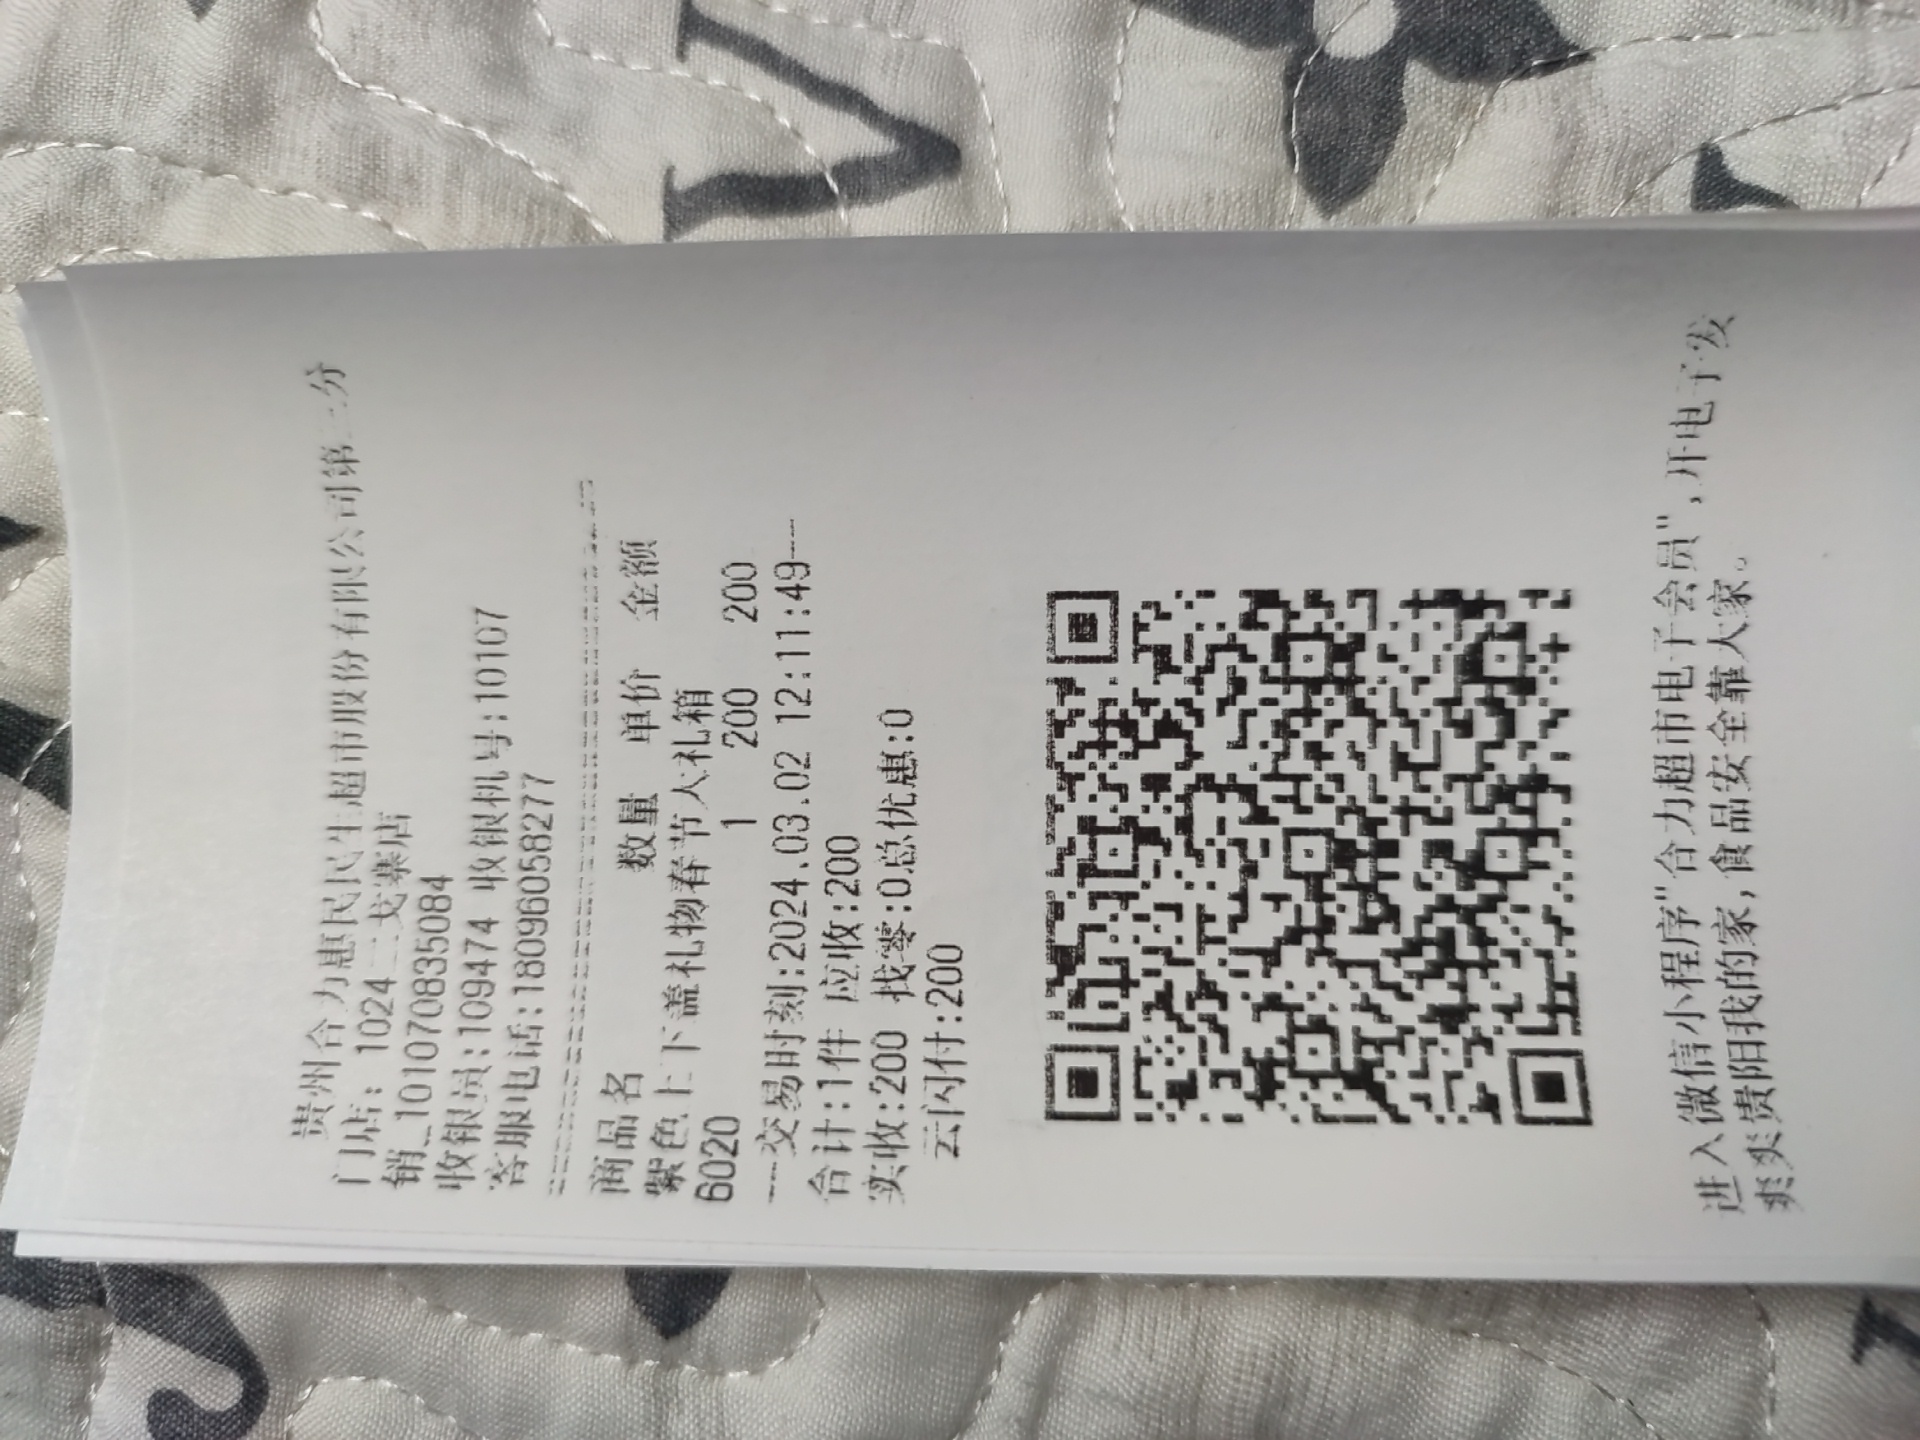 贵州合力惠民民生超市股份有限公司第二分
门店: 1024 二戈寨店
销_101070835084
收银员:109474 收银机号:10107
客服电话:18096058277
商品名 数量 单价 金额
紫色上下盖礼物春节大礼箱
6020 1 200 200
---交易时刻:2024.03.02 12:11:49---
合计:1件 应收:200
实收:200 找零:0总优惠:0
云闪付:200
进入微信小程序"合力超市电子会员",开电子发
爽爽贵阳我的家,食品安全靠大家。